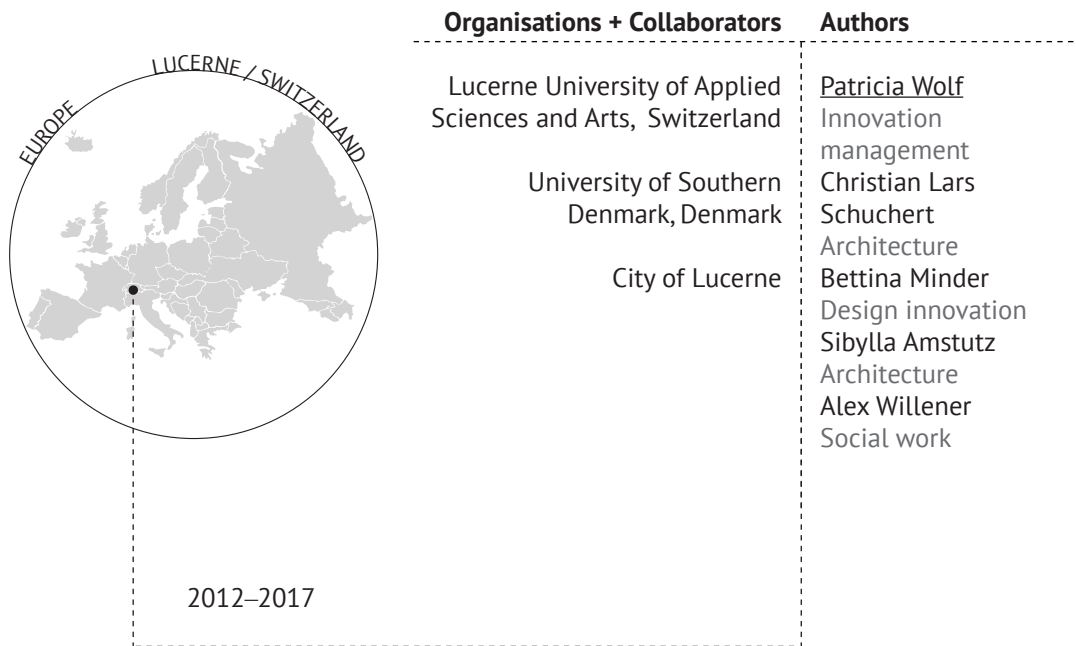 EUROPE
LUCERNE / SWITZERLAND
2012–2017
Organisations + Collaborators
Lucerne University of Applied
Sciences and Arts, Switzerland
University of Southern
Denmark, Denmark
City of Lucerne
Authors
Patricia Wolf
Innovation
management
Christian Lars
Schuchert
Architecture
Bettina Minder
Design innovation
Sibylla Amstutz
Architecture
Alex Willener
Social work